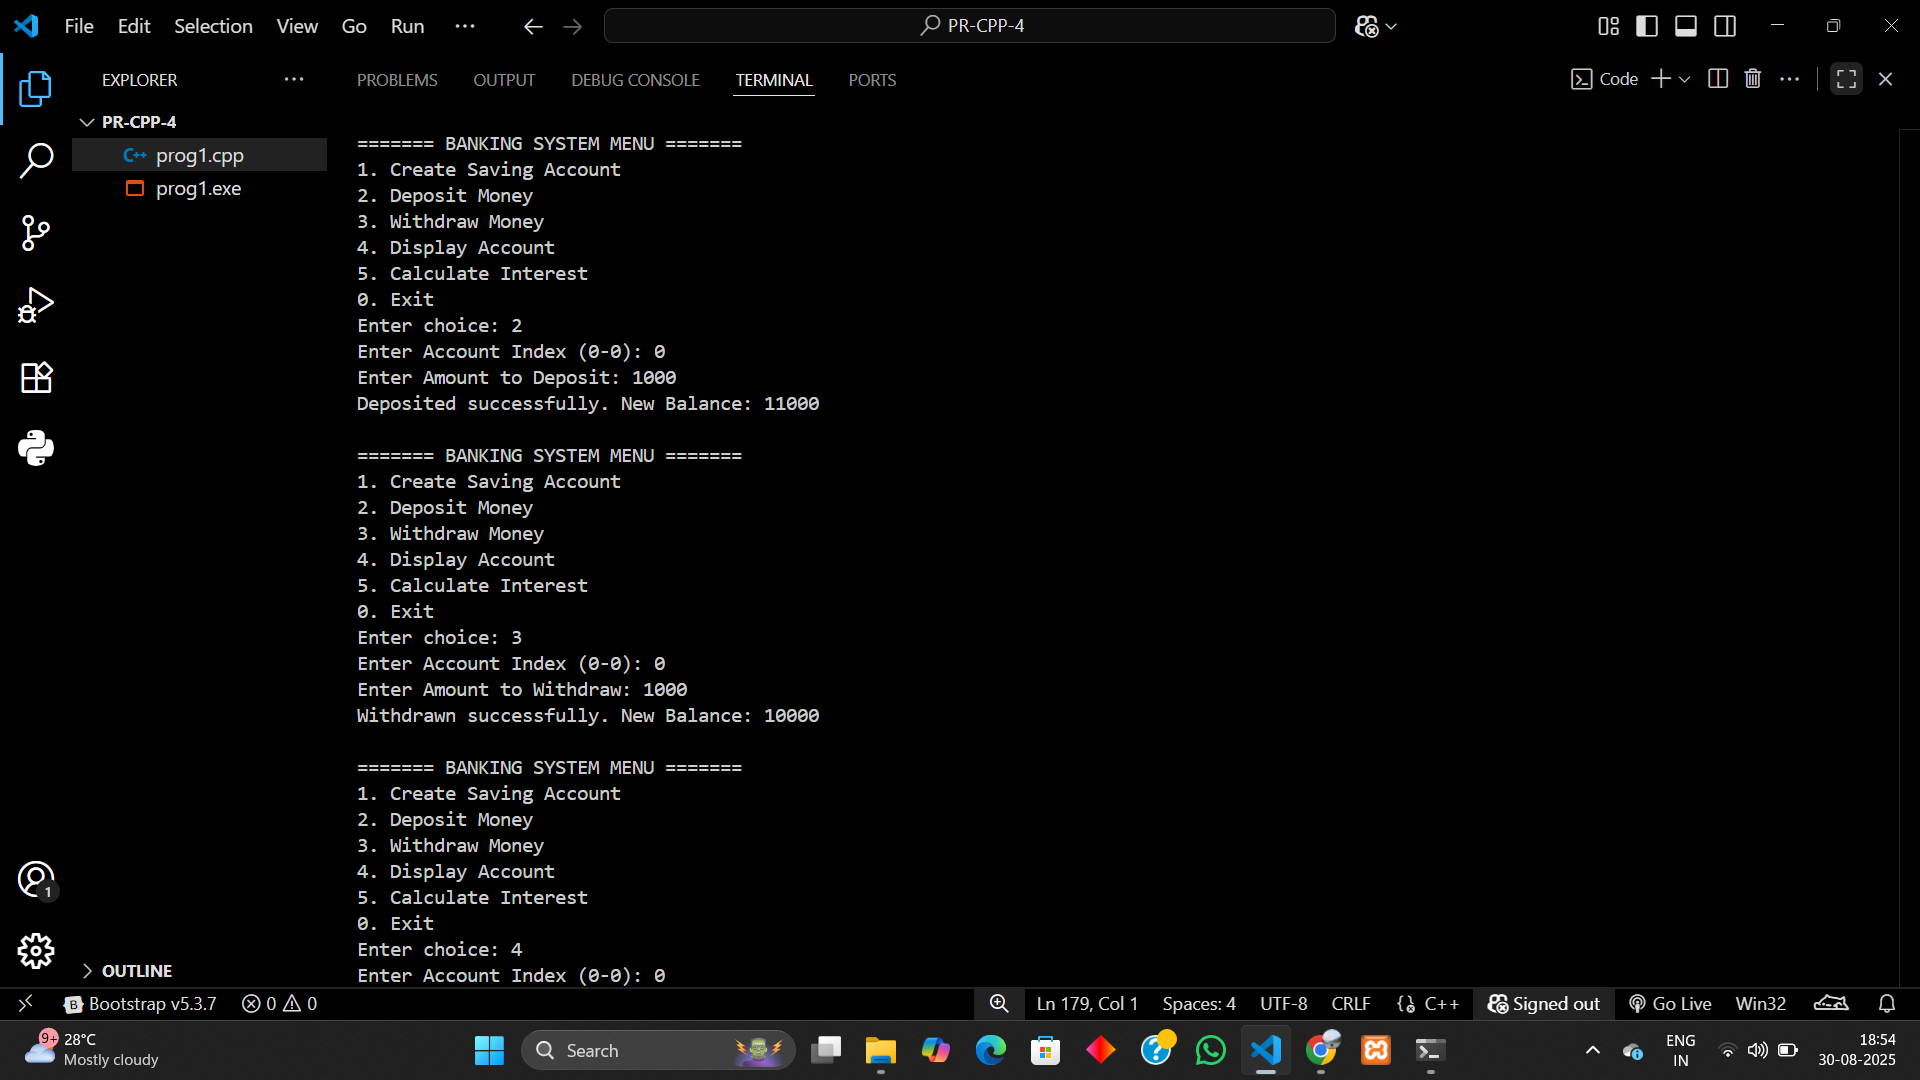 File Edit Selection View Go Run ···
PR-CPP-4
EXPLORER ···
PROBLEMS OUTPUT DEBUG CONSOLE TERMINAL PORTS
Code
PR-CPP-4
C++ prog1.cpp
prog1.exe
======= BANKING SYSTEM MENU =======
1. Create Saving Account
2. Deposit Money
3. Withdraw Money
4. Display Account
5. Calculate Interest
0. Exit
Enter choice: 2
Enter Account Index (0-0): 0
Enter Amount to Deposit: 1000
Deposited successfully. New Balance: 11000
======= BANKING SYSTEM MENU =======
1. Create Saving Account
2. Deposit Money
3. Withdraw Money
4. Display Account
5. Calculate Interest
0. Exit
Enter choice: 3
Enter Account Index (0-0): 0
Enter Amount to Withdraw: 1000
Withdrawn successfully. New Balance: 10000
======= BANKING SYSTEM MENU =======
1. Create Saving Account
2. Deposit Money
3. Withdraw Money
4. Display Account
5. Calculate Interest
0. Exit
Enter choice: 4
Enter Account Index (0-0): 0
1
OUTLINE
B Bootstrap v5.3.7 0 0
Ln 179, Col 1 Spaces: 4 UTF-8 CRLF {} C++ Signed out Go Live Win32
9+ 28°C
Mostly cloudy
Search
ENG
IN
18:54
30-08-2025